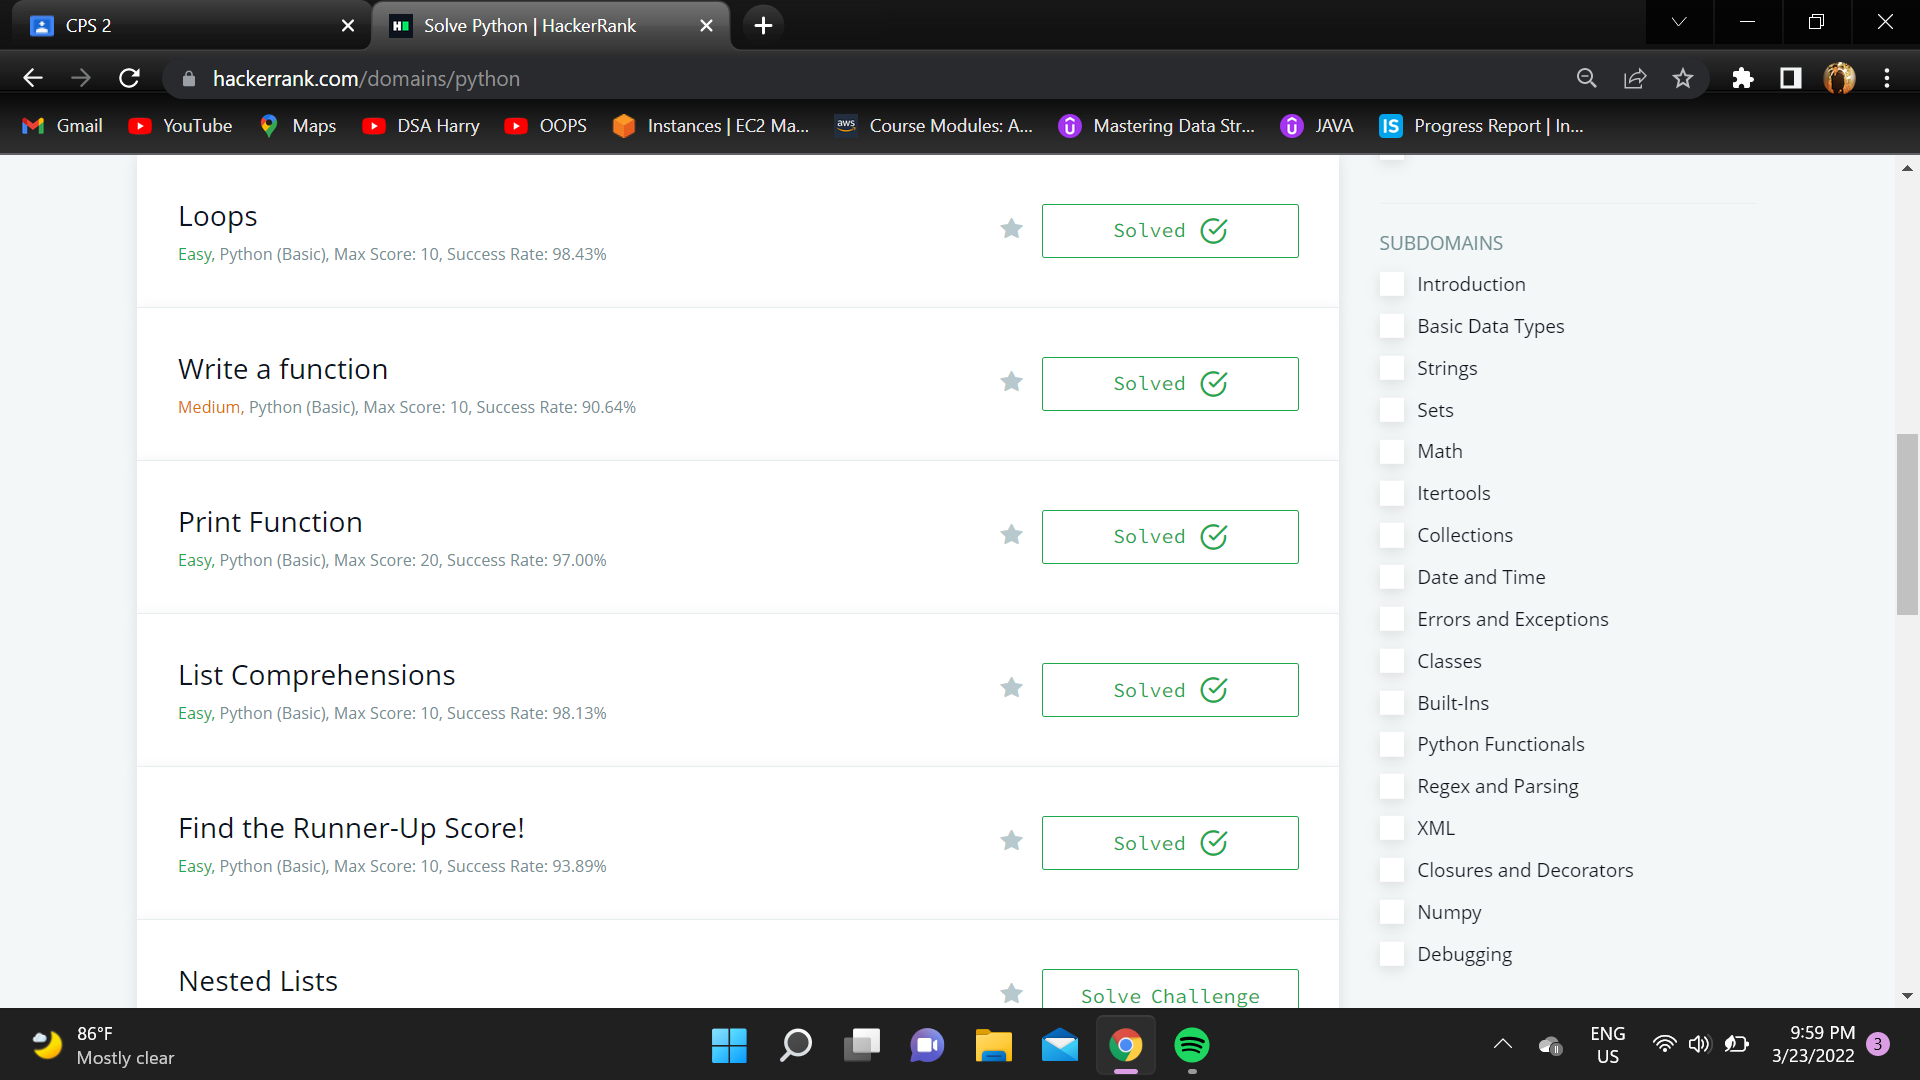 CPS 2
Solve Python | HackerRank
hackerrank.com/domains/python
Gmail
YouTube
Maps
DSA Harry
OOPS
Instances | EC2 Ma...
aws
Course Modules: A...
Mastering Data Str...
JAVA
IS
Progress Report | In...
Loops
Easy, Python (Basic), Max Score: 10, Success Rate: 98.43%
Solved
Write a function
Medium, Python (Basic), Max Score: 10, Success Rate: 90.64%
Solved
Print Function
Easy, Python (Basic), Max Score: 20, Success Rate: 97.00%
Solved
List Comprehensions
Easy, Python (Basic), Max Score: 10, Success Rate: 98.13%
Solved
Find the Runner-Up Score!
Easy, Python (Basic), Max Score: 10, Success Rate: 93.89%
Solved
Nested Lists
Solve Challenge
SUBDOMAINS
Introduction
Basic Data Types
Strings
Sets
Math
Itertools
Collections
Date and Time
Errors and Exceptions
Classes
Built-Ins
Python Functionals
Regex and Parsing
XML
Closures and Decorators
Numpy
Debugging
86°F
Mostly clear
ENG
US
9:59 PM
3/23/2022
3